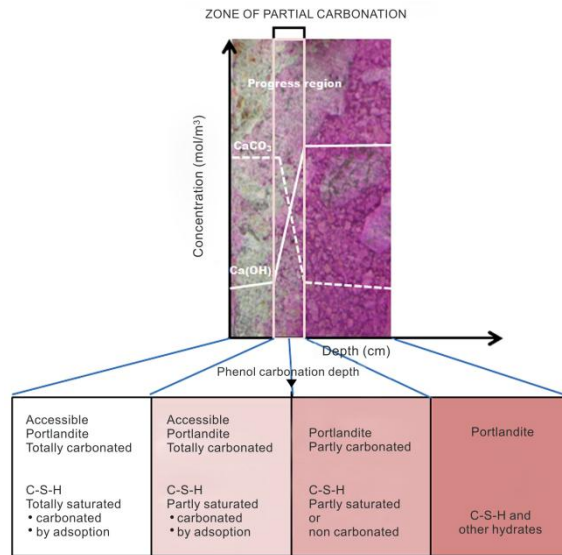 ZONE OF PARTIAL CARBONATION
Progress region
CaCO₃
Ca(OH)
Concentration (mol/m³)
Depth (cm)
Phenol carbonation depth
Accessible
Portlandite
Totally carbonated
C-S-H
Totally saturated
• carbonated
• by adsoption
Accessible
Portlandite
Totally carbonated
C-S-H
Partly saturated
• carbonated
• by adsoption
Portlandite
Partly carbonated
C-S-H
Partly saturated
or
non carbonated
Portlandite
C-S-H and
other hydrates